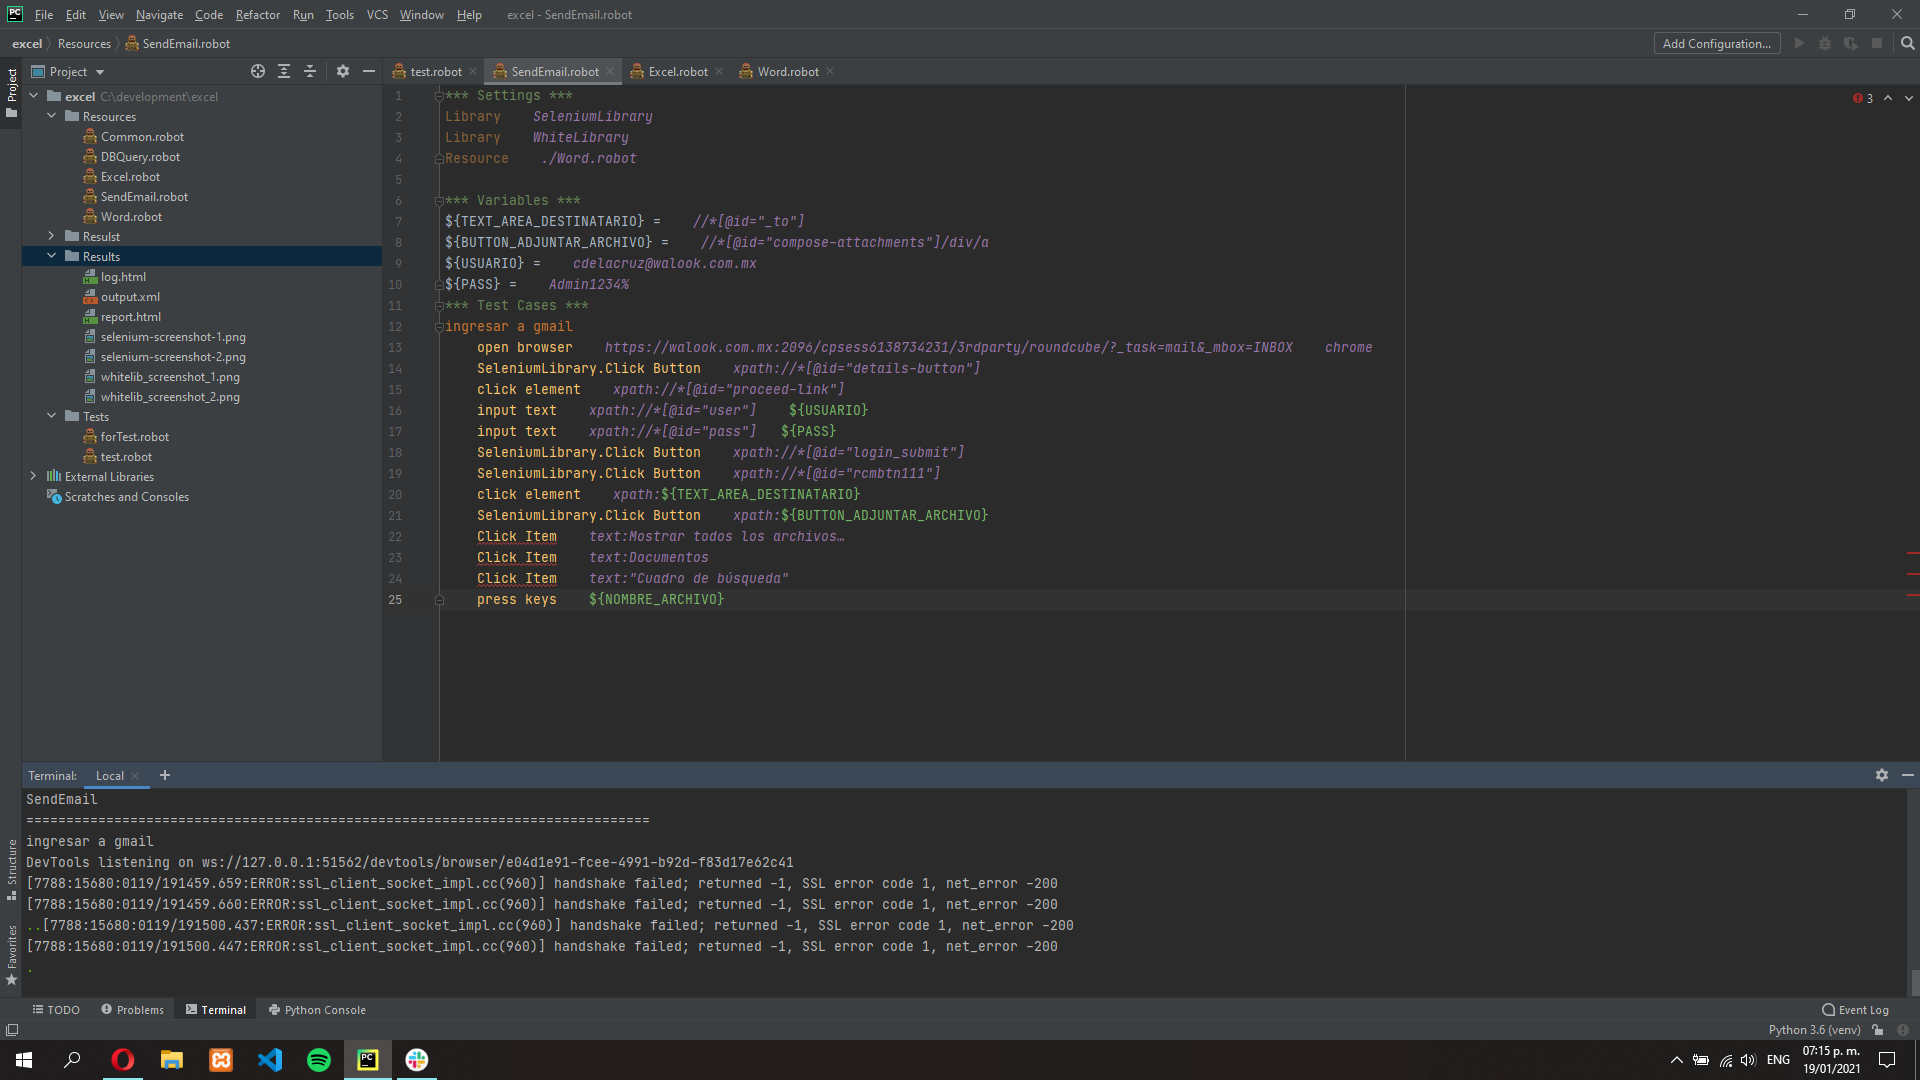 File Edit View Navigate Code Refactor Run Tools VCS Window Help excel - SendEmail.robot
excel Resources SendEmail.robot Add Configuration...
Project
Project
test.robot SendEmail.robot Excel.robot Word.robot
excel C:\development\excel
Resources
Common.robot
DBQuery.robot
Excel.robot
SendEmail.robot
Word.robot
Resulst
Results
log.html
output.xml
report.html
selenium-screenshot-1.png
selenium-screenshot-2.png
whitelib_screenshot_1.png
whitelib_screenshot_2.png
Tests
forTest.robot
test.robot
External Libraries
Scratches and Consoles
3
1 *** Settings ***
2 Library    SeleniumLibrary
3 Library    WhiteLibrary
4 Resource    ./Word.robot
5
6 *** Variables ***
7 ${TEXT_AREA_DESTINATARIO} =    //*[@id="_to"]
8 ${BUTTON_ADJUNTAR_ARCHIVO} =    //*[@id="compose-attachments"]/div/a
9 ${USUARIO} =    cdelacruz@walook.com.mx
10 ${PASS} =    Admin1234%
11 *** Test Cases ***
12 ingresar a gmail
13     open browser    https://walook.com.mx:2096/cpsess6138734231/3rdparty/roundcube/?_task=mail&_mbox=INBOX    chrome
14     SeleniumLibrary.Click Button    xpath://*[@id="details-button"]
15     click element    xpath://*[@id="proceed-link"]
16     input text    xpath://*[@id="user"]    ${USUARIO}
17     input text    xpath://*[@id="pass"]   ${PASS}
18     SeleniumLibrary.Click Button    xpath://*[@id="login_submit"]
19     SeleniumLibrary.Click Button    xpath://*[@id="rcmbtn111"]
20     click element    xpath:${TEXT_AREA_DESTINATARIO}
21     SeleniumLibrary.Click Button    xpath:${BUTTON_ADJUNTAR_ARCHIVO}
22     Click Item    text:Mostrar todos los archivos…
23     Click Item    text:Documentos
24     Click Item    text:"Cuadro de búsqueda"
25     press keys    ${NOMBRE_ARCHIVO}
Terminal: Local
SendEmail
==============================================================================
ingresar a gmail
DevTools listening on ws://127.0.0.1:51562/devtools/browser/e04d1e91-fcee-4991-b92d-f83d17e62c41
[7788:15680:0119/191459.659:ERROR:ssl_client_socket_impl.cc(960)] handshake failed; returned -1, SSL error code 1, net_error -200
[7788:15680:0119/191459.660:ERROR:ssl_client_socket_impl.cc(960)] handshake failed; returned -1, SSL error code 1, net_error -200
..[7788:15680:0119/191500.437:ERROR:ssl_client_socket_impl.cc(960)] handshake failed; returned -1, SSL error code 1, net_error -200
[7788:15680:0119/191500.447:ERROR:ssl_client_socket_impl.cc(960)] handshake failed; returned -1, SSL error code 1, net_error -200
.
Structure
Favorites
TODO Problems Terminal Python Console Event Log
Python 3.6 (venv)
ENG
07:15 p. m.
19/01/2021